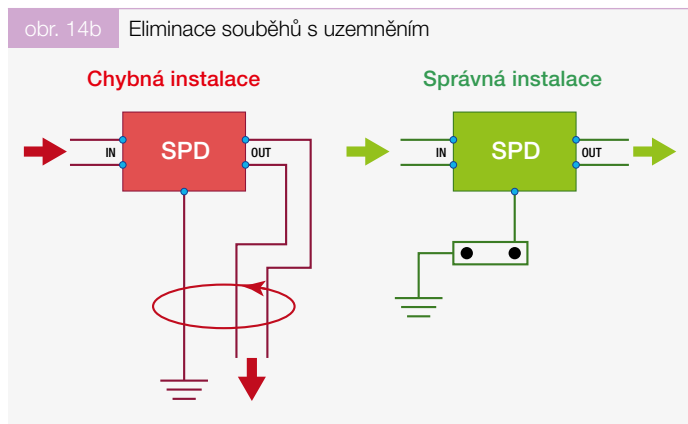 obr. 14b Eliminace souběhů s uzemněním
Chybná instalace
Správná instalace
IN SPD OUT
IN SPD OUT